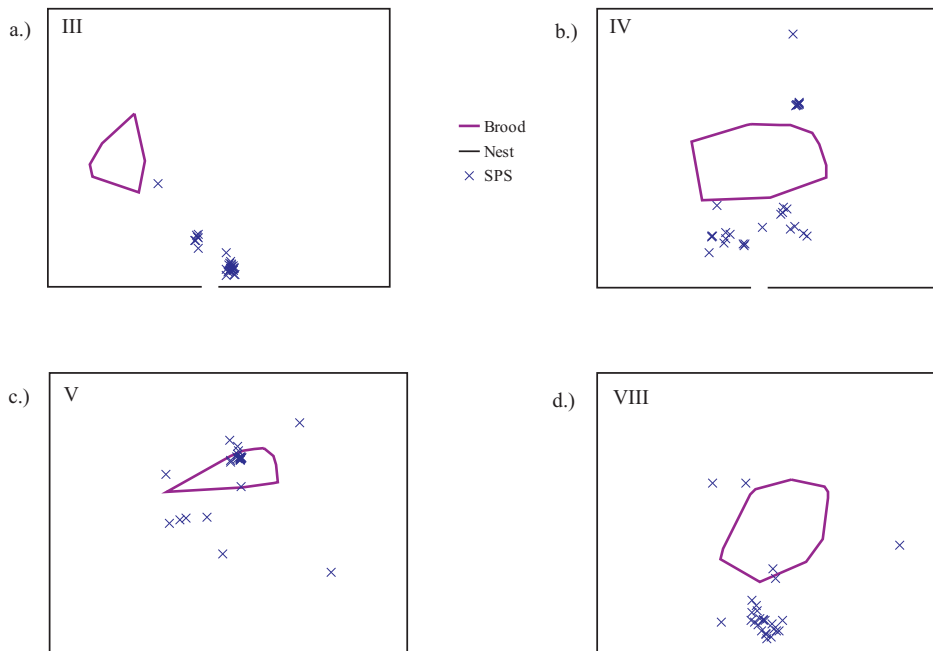 a.)
III
b.)
IV
Brood
Nest
SPS
c.)
V
d.)
VIII